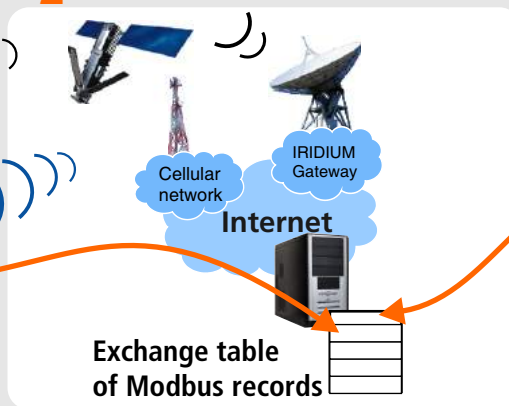 Cellular
network
IRIDIUM
Gateway
Internet
Exchange table
of Modbus records